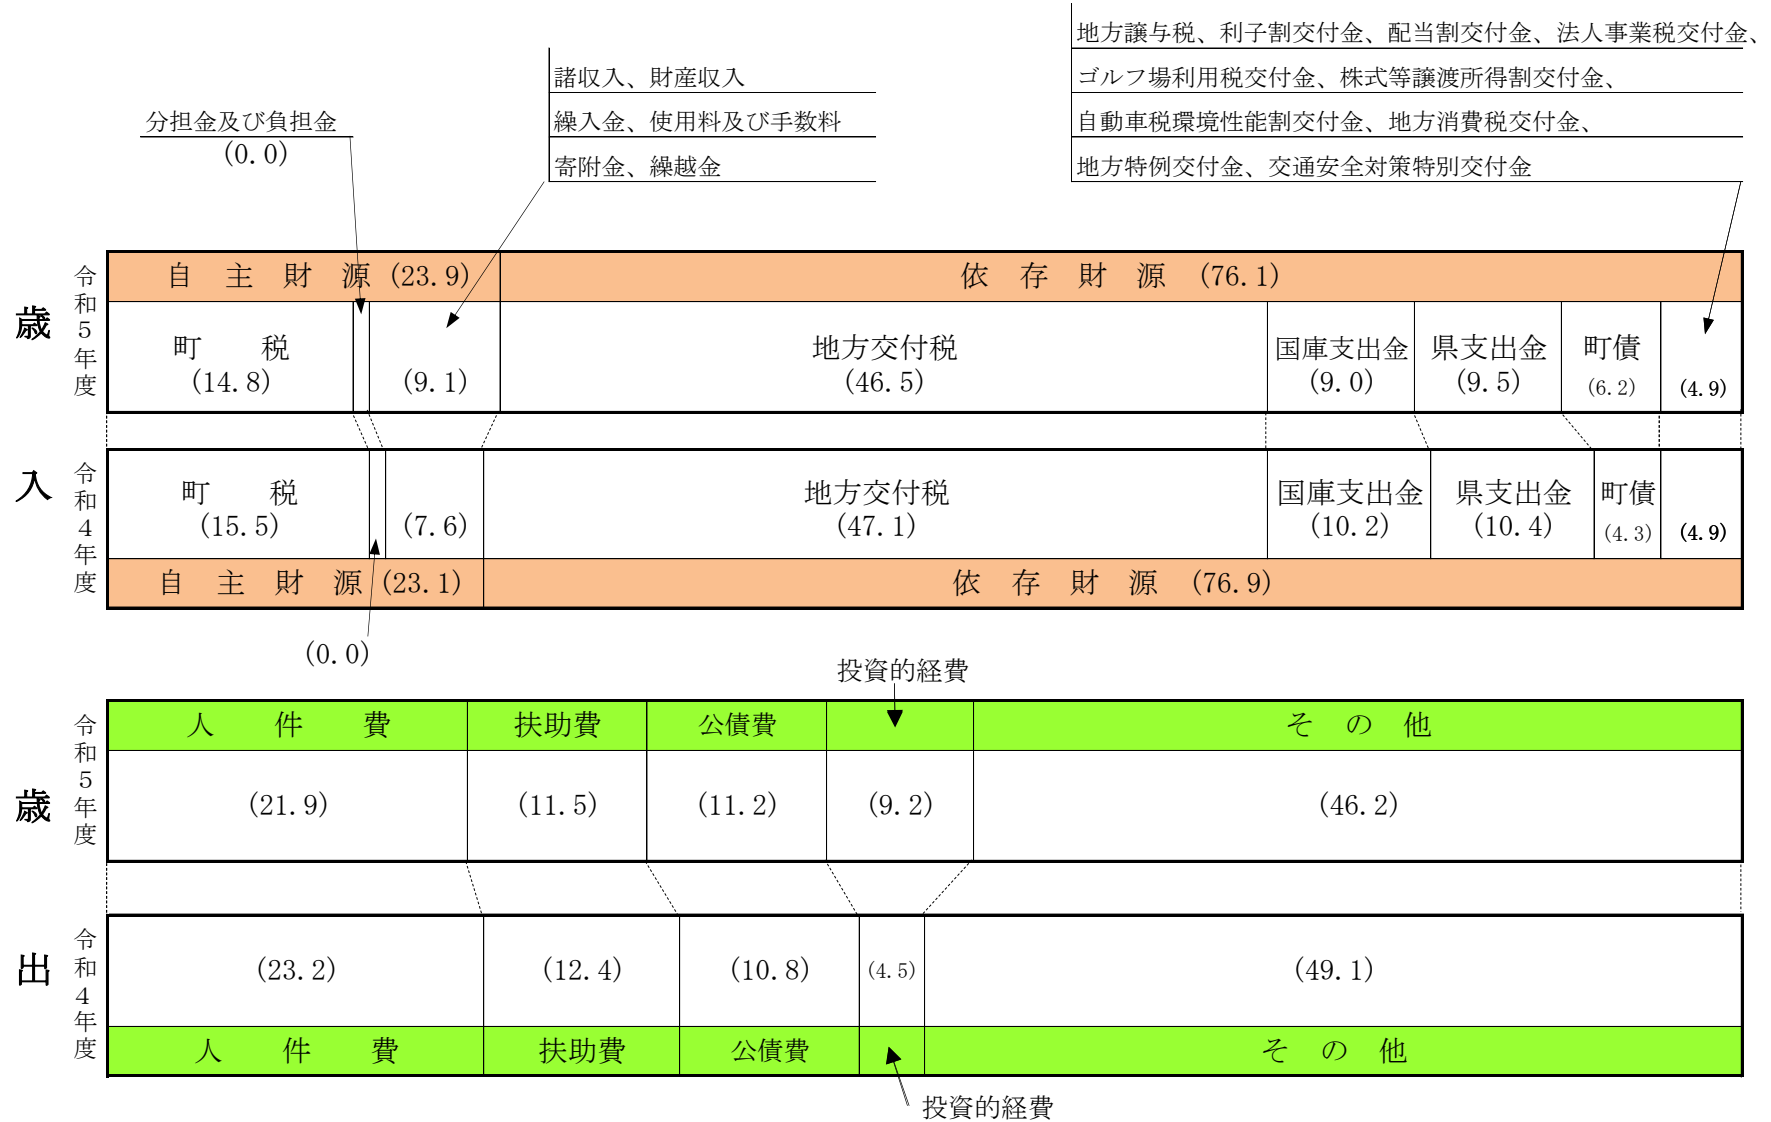 地方譲与税、利子割交付金、配当割交付金、法人事業税交付金、
諸収入、財産収入
ゴルフ場利用税交付金、株式等譲渡所得割交付金、
分担金及び負担金
繰入金、使用料及び手数料
自動車税環境性能割交付金、地方消費税交付金、
(0.0)
寄附金、繰越金
地方特例交付金、交通安全対策特別交付金
歳入
令和5年度
自主財源(23.9)
依存財源(76.1)
町税
(14.8)
(9.1)
地方交付税
(46.5)
国庫支出金
(9.0)
県支出金
(9.5)
町債
(6.2)
(4.9)
令和4年度
町税
(15.5)
(7.6)
地方交付税
(47.1)
国庫支出金
(10.2)
県支出金
(10.4)
町債
(4.3)
(4.9)
自主財源(23.1)
依存財源(76.9)
(0.0)
投資的経費
歳出
令和5年度
人件費
扶助費
公債費
その他
(21.9)
(11.5)
(11.2)
(9.2)
(46.2)
令和4年度
(23.2)
(12.4)
(10.8)
(4.5)
(49.1)
人件費
扶助費
公債費
その他
投資的経費